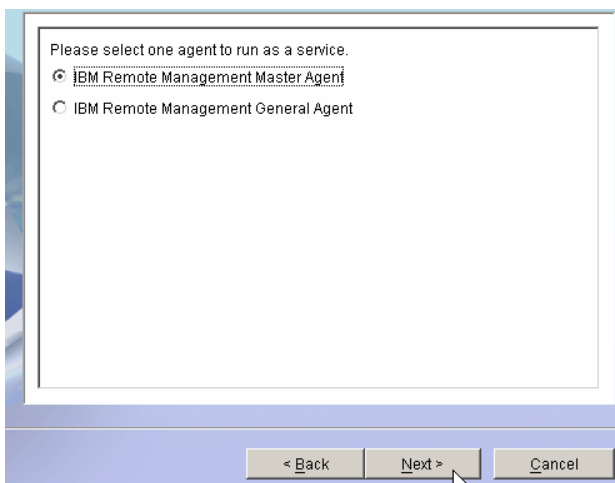 Please select one agent to run as a service.
IBM Remote Management Master Agent
IBM Remote Management General Agent
< Back
Next >
Cancel